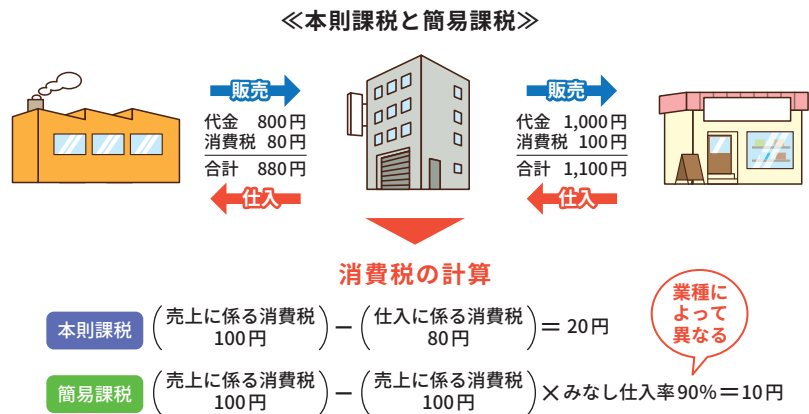 ≪本則課税と簡易課税≫
販売
代金 800円
消費税 80円
合計 880円
仕入
販売
代金 1,000円
消費税 100円
合計 1,100円
仕入
消費税の計算
業種に
よって
異なる
本則課税 (売上に係る消費税 100円) − (仕入に係る消費税 80円) = 20円
簡易課税 (売上に係る消費税 100円) − (売上に係る消費税 100円) × みなし仕入率90%=10円